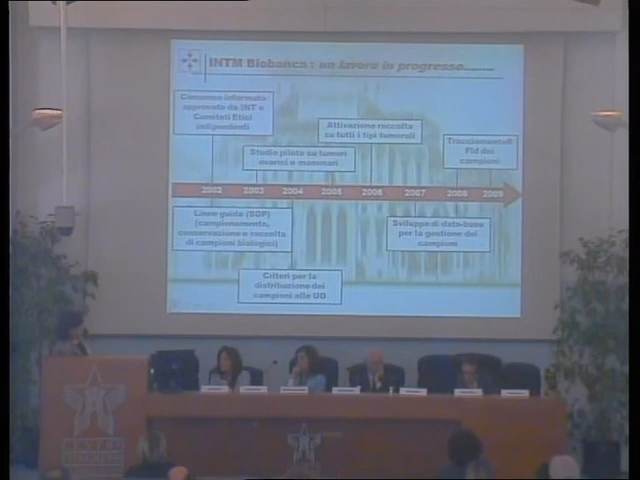 INTM Biobanca : un lavoro in progresso........
Consenso informato
approvato da INT e
Comitati Etici
indipendenti
Attivazione raccolta
su tutti i tipi tumorali
Studio pilota su tumori
ovarici e mammari
Tracciamento#
Fid dei
campioni
2002 2003 2004 2005 2006 2007 2008 2009
Linee guida (SOP)
(campionamento,
conservazione e raccolta
di campioni biologici)
Sviluppo di data-base
per la gestione dei
campioni
Criteri per la
distribuzione dei
campioni alle UO